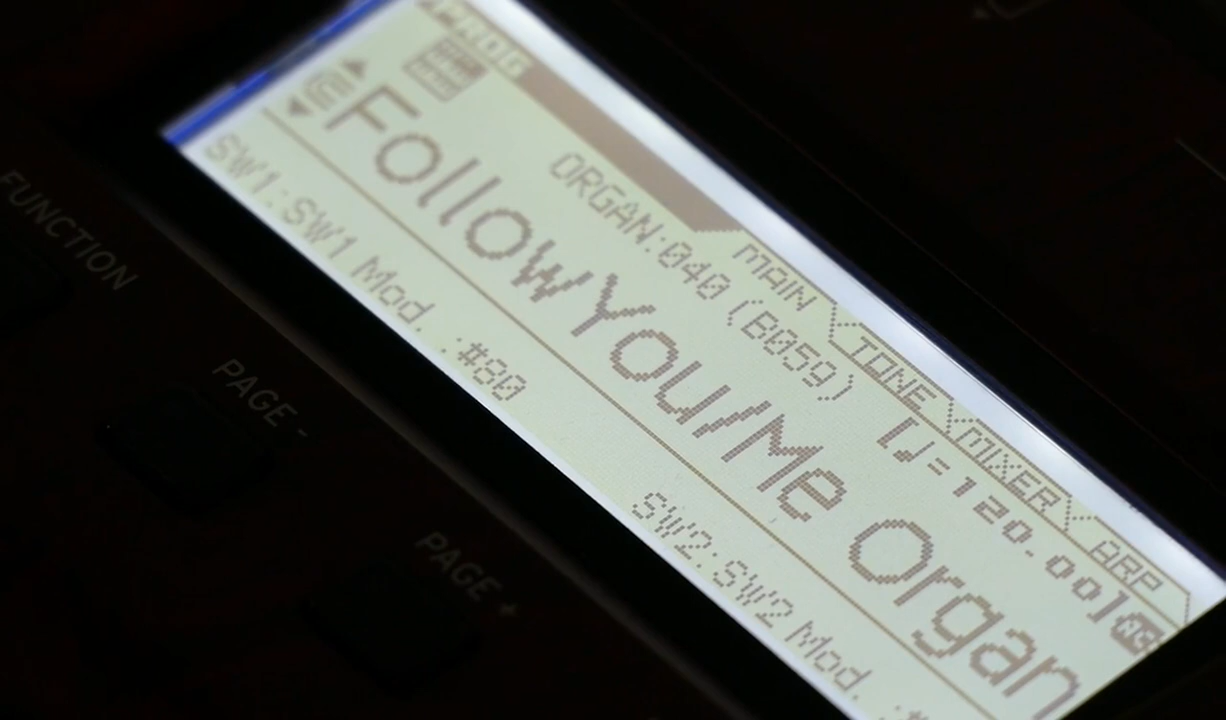 PROG MAIN TONE MIXER ARP
ORGAN:040 (B059) [♩=120.00]
FollowYou/Me Organ
SW1:SW1 Mod. :#80
SW2:SW2 Mod. :#
FUNCTION
PAGE -
PAGE +